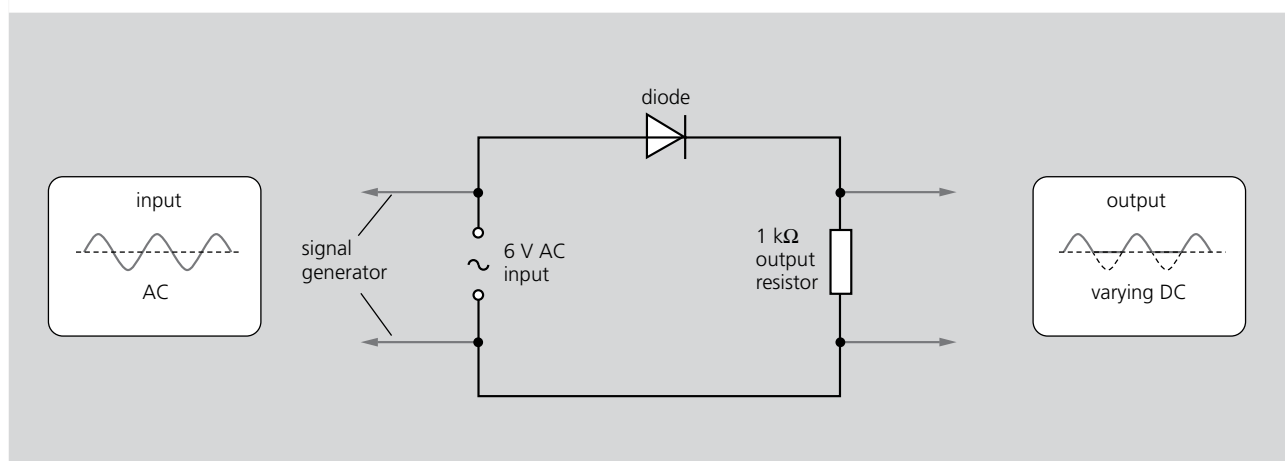 diode
input
AC
signal
generator
6 V AC
input
1 kΩ
output
resistor
output
varying DC